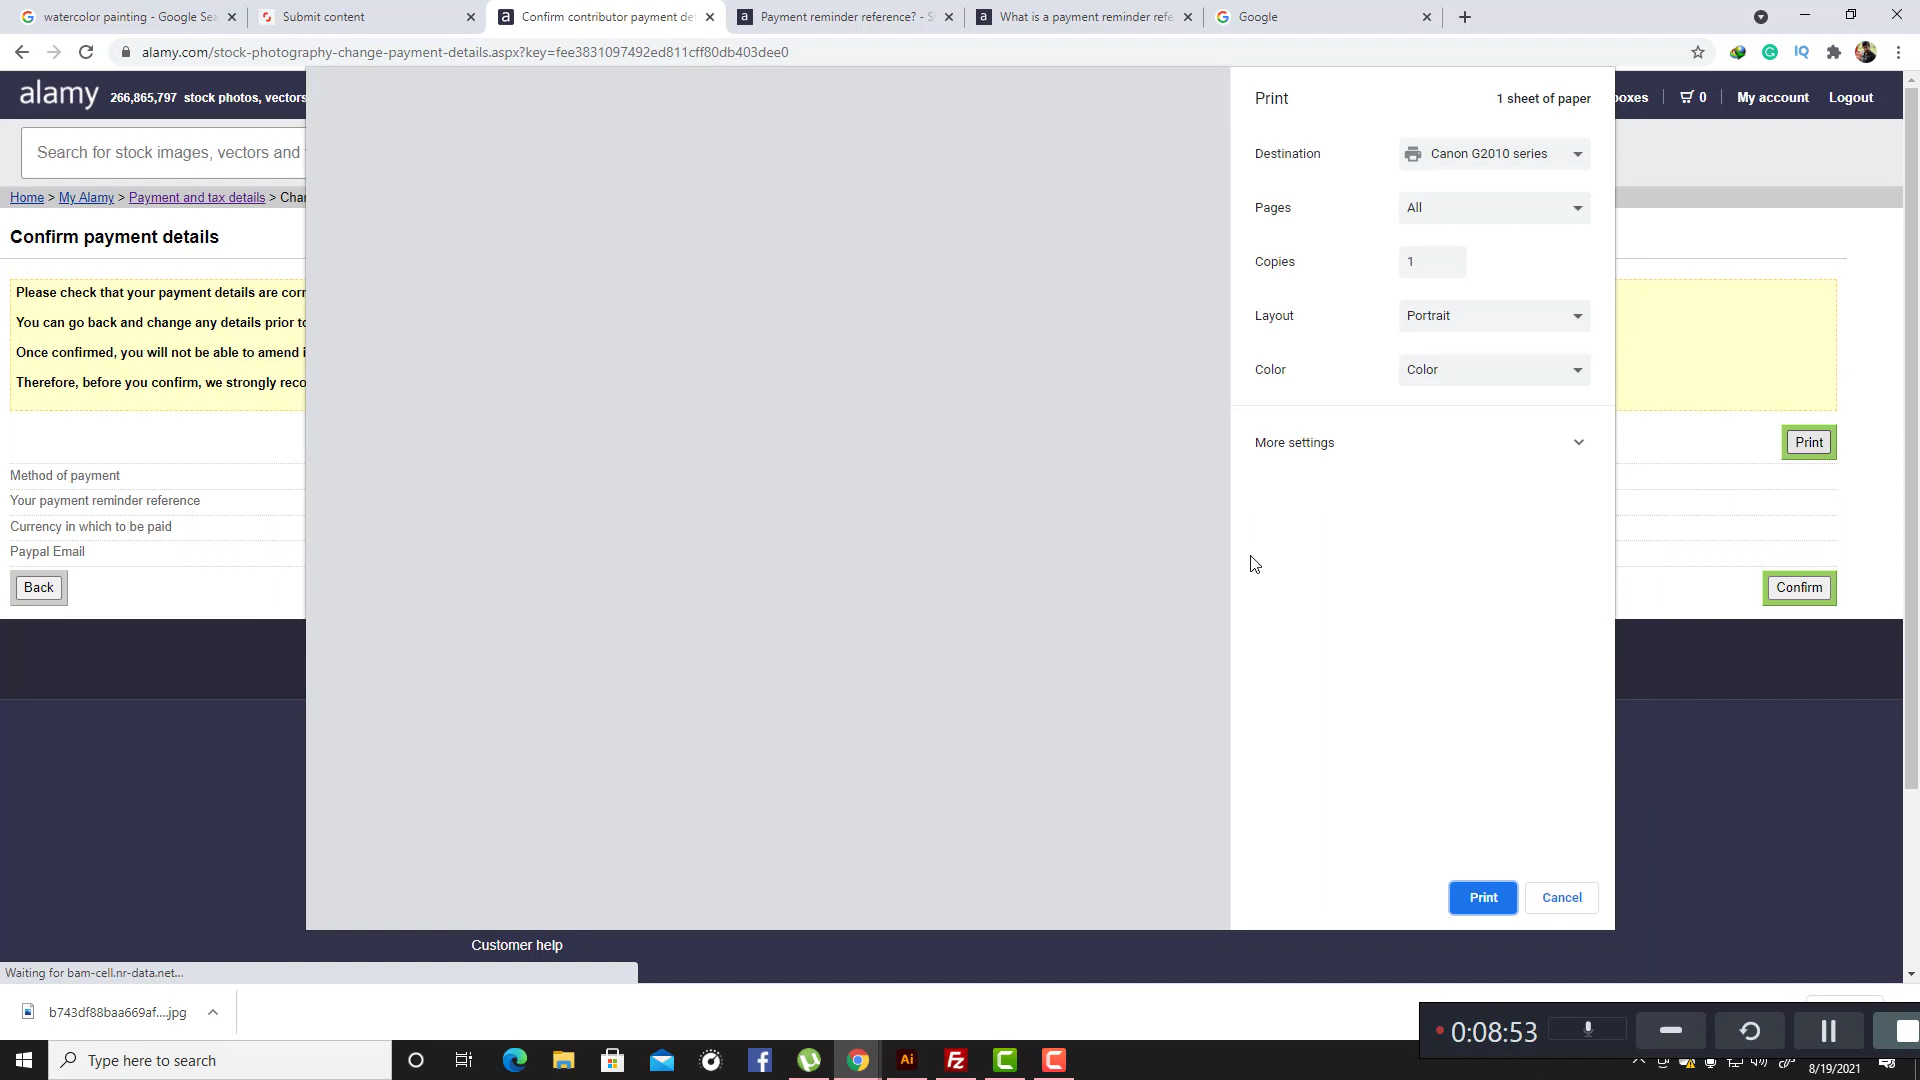 watercolor painting - Google Sea
Submit content
Confirm contributor payment de
Payment reminder reference? - S
What is a payment reminder refe
Google
alamy.com/stock-photography-change-payment-details.aspx?key=fee3831097492ed811cff80db403dee0
alamy 266,865,797 stock photos, vectors
boxes 0 My account Logout
Search for stock images, vectors and
Home > My Alamy > Payment and tax details > Char
Confirm payment details
Please check that your payment details are corr
You can go back and change any details prior to
Once confirmed, you will not be able to amend i
Therefore, before you confirm, we strongly reco
Print
Method of payment
Your payment reminder reference
Currency in which to be paid
Paypal Email
Back
Confirm
Print 1 sheet of paper
Destination Canon G2010 series
Pages All
Copies 1
Layout Portrait
Color Color
More settings
Print Cancel
Customer help
Waiting for bam-cell.nr-data.net...
b743df88baa669af....jpg
0:08:53
Type here to search
8/19/2021